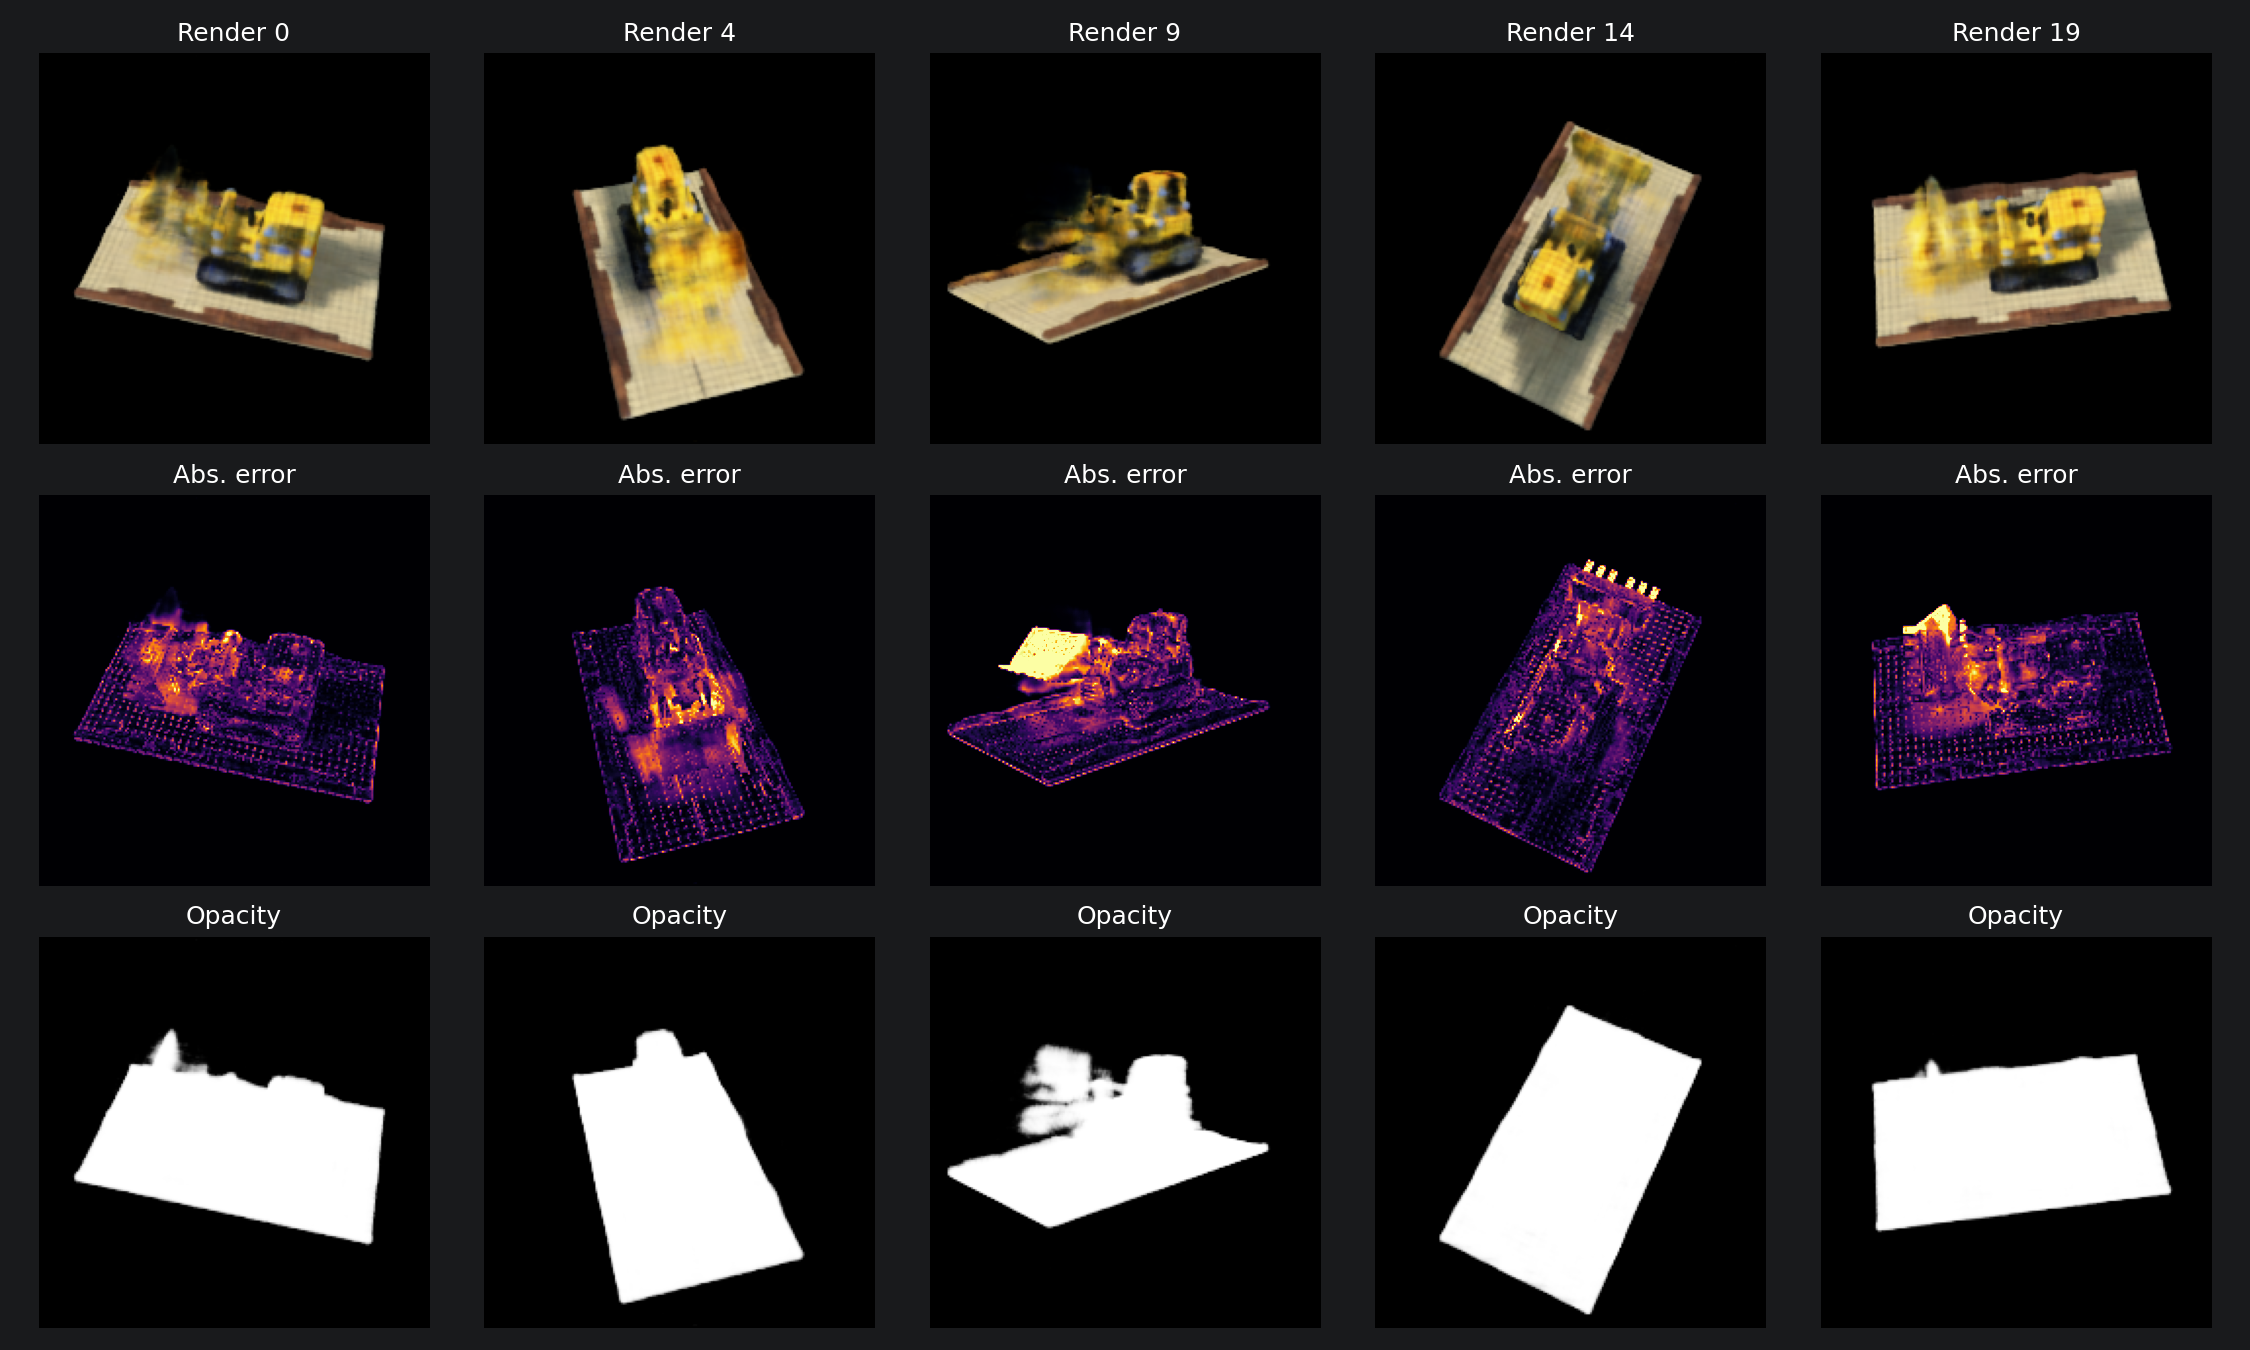 Render 0
Render 4
Render 9
Render 14
Render 19
Abs. error
Abs. error
Abs. error
Abs. error
Abs. error
Opacity
Opacity
Opacity
Opacity
Opacity